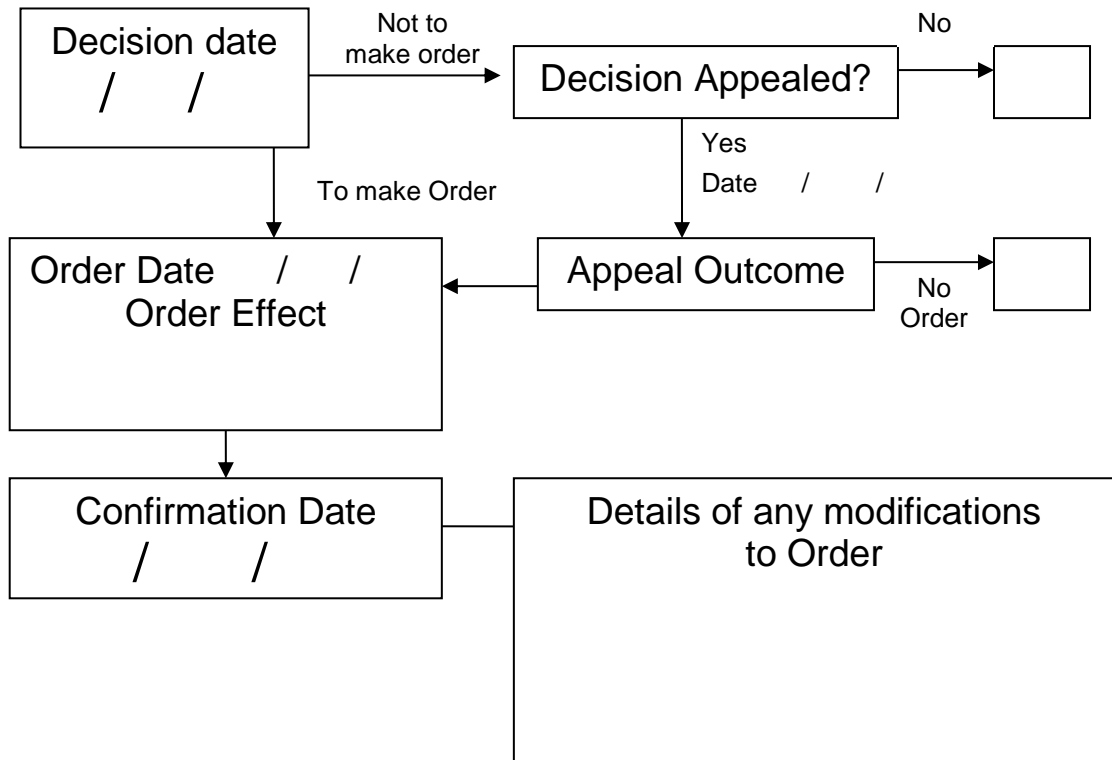 Decision date
/ /
Not to
make order
Decision Appealed?
No
Yes
Date / /
To make Order
Order Date / /
Order Effect
Appeal Outcome
No
Order
Confirmation Date
/ /
Details of any modifications
to Order